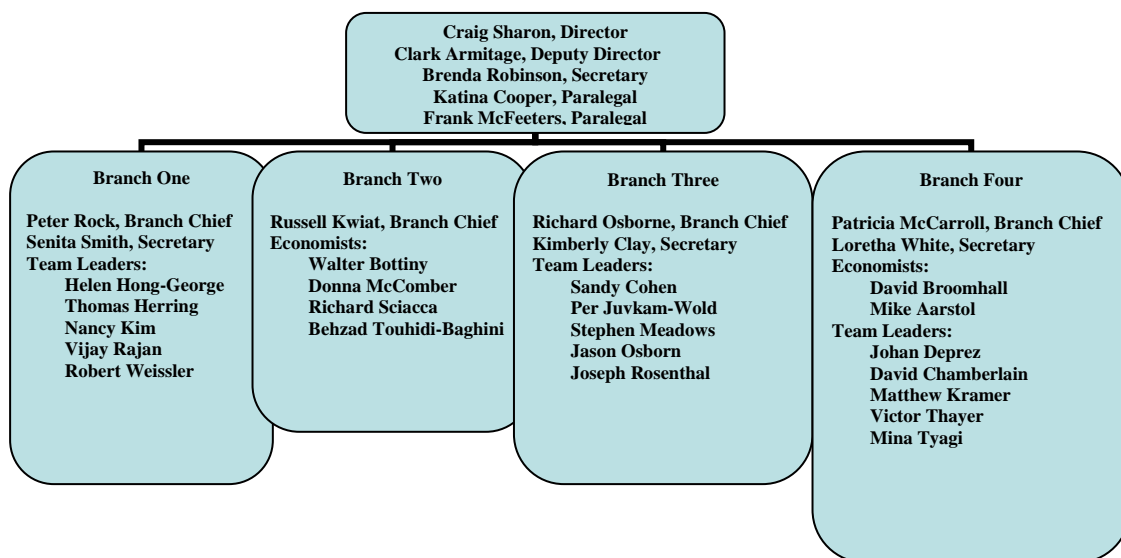 Craig Sharon, Director
Clark Armitage, Deputy Director
Brenda Robinson, Secretary
Katina Cooper, Paralegal
Frank McFeeters, Paralegal
Branch One
Peter Rock, Branch Chief
Senita Smith, Secretary
Team Leaders:
Helen Hong-George
Thomas Herring
Nancy Kim
Vijay Rajan
Robert Weissler
Branch Two
Russell Kwiat, Branch Chief
Economists:
Walter Bottiny
Donna McComber
Richard Sciacca
Behzad Touhidi-Baghini
Branch Three
Richard Osborne, Branch Chief
Kimberly Clay, Secretary
Team Leaders:
Sandy Cohen
Per Juvkam-Wold
Stephen Meadows
Jason Osborn
Joseph Rosenthal
Branch Four
Patricia McCarroll, Branch Chief
Loretha White, Secretary
Economists:
David Broomhall
Mike Aarstol
Team Leaders:
Johan Deprez
David Chamberlain
Matthew Kramer
Victor Thayer
Mina Tyagi